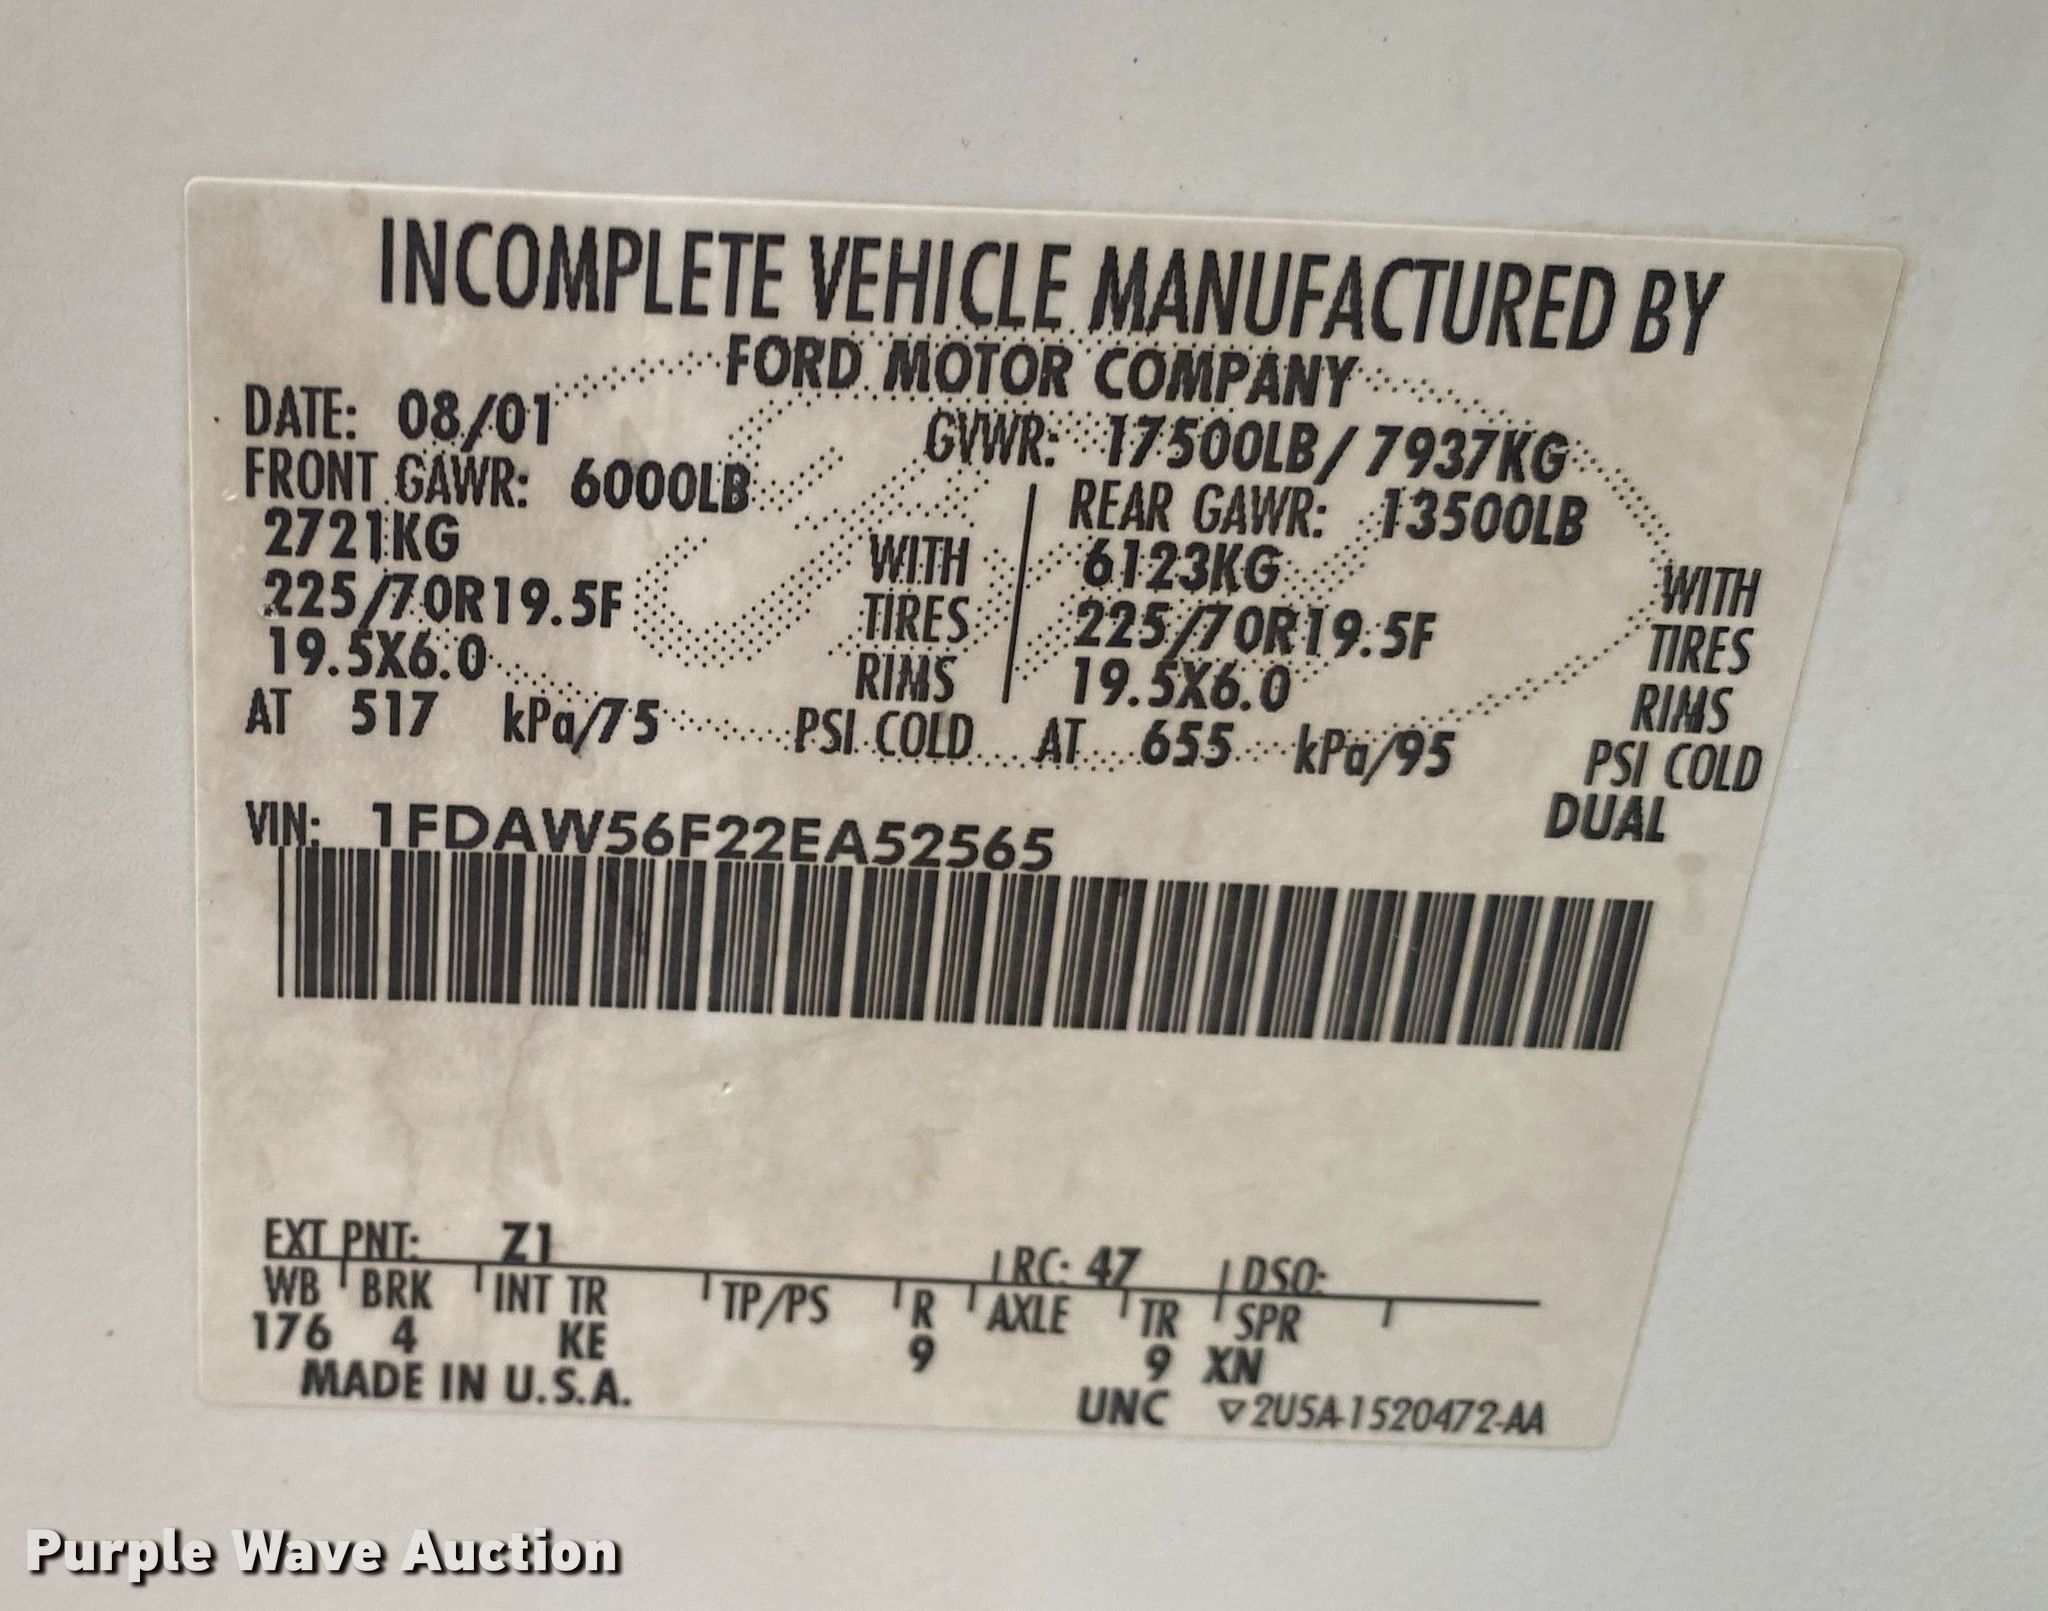 INCOMPLETE VEHICLE MANUFACTURED BY
FORD MOTOR COMPANY
DATE: 08/01
GVWR: 17500LB/ 7937KG
FRONT GAWR: 6000LB
2721KG
WITH
225/70R19.5F
TIRES
19.5X6.0
RIMS
AT 517 kPa/75 PSI COLD
REAR GAWR: 13500LB
6123KG
WITH
225/70R19.5F
TIRES
19.5X6.0
RIMS
AT 655 kPa/95 PSI COLD
DUAL
VIN: 1FDAW56F22EA52565
EXT PNT: Z1 RC: 47 DSO:
WB BRK INT TR TP/PS R AXLE TR SPR
176 4 KE 9 9 XN
MADE IN U.S.A. UNC ▽2U5A-1520472-AA
Purple Wave Auction